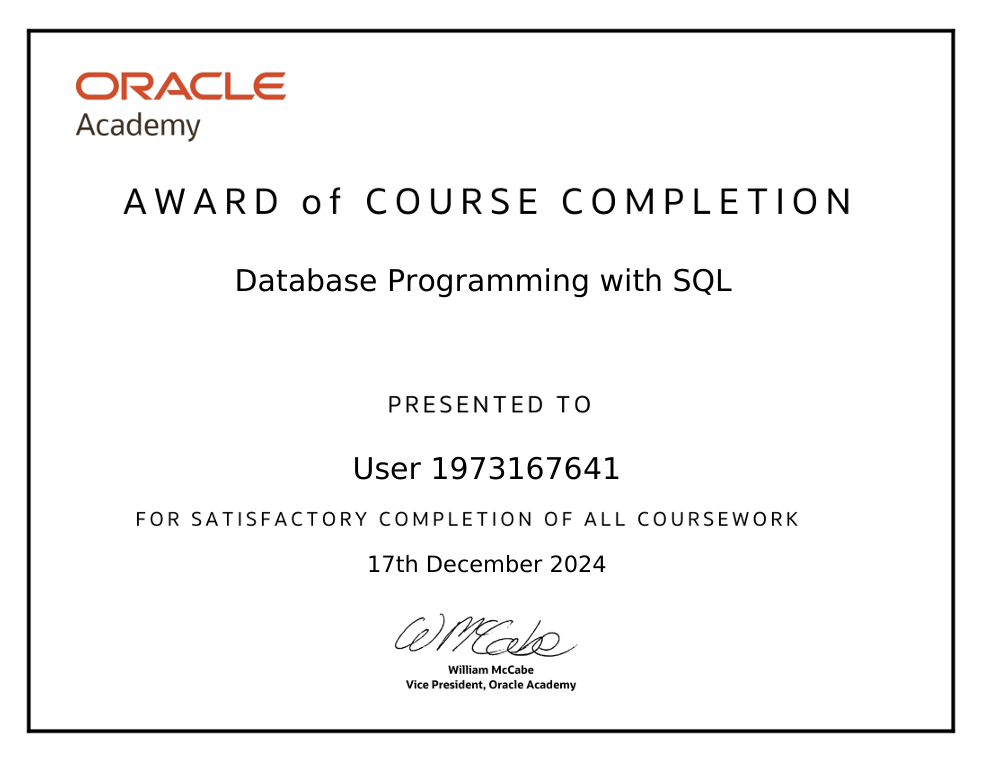 ORACLE
Academy
AWARD of COURSE COMPLETION
Database Programming with SQL
PRESENTED TO
User 1973167641
FOR SATISFACTORY COMPLETION OF ALL COURSEWORK
17th December 2024
W McCabe
William McCabe
Vice President, Oracle Academy